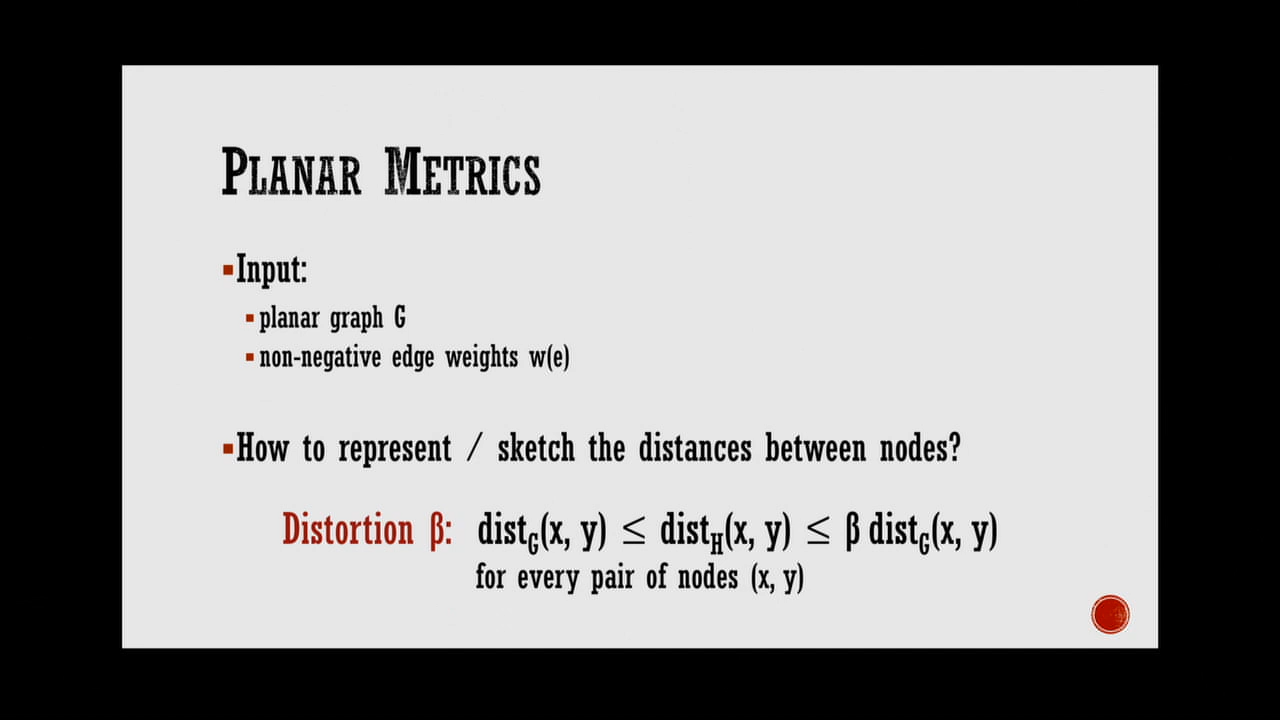 PLANAR METRICS
Input:
planar graph G
non-negative edge weights w(e)
How to represent / sketch the distances between nodes?
Distortion β: dist_G(x, y) ≤ dist_H(x, y) ≤ β dist_G(x, y)
for every pair of nodes (x, y)